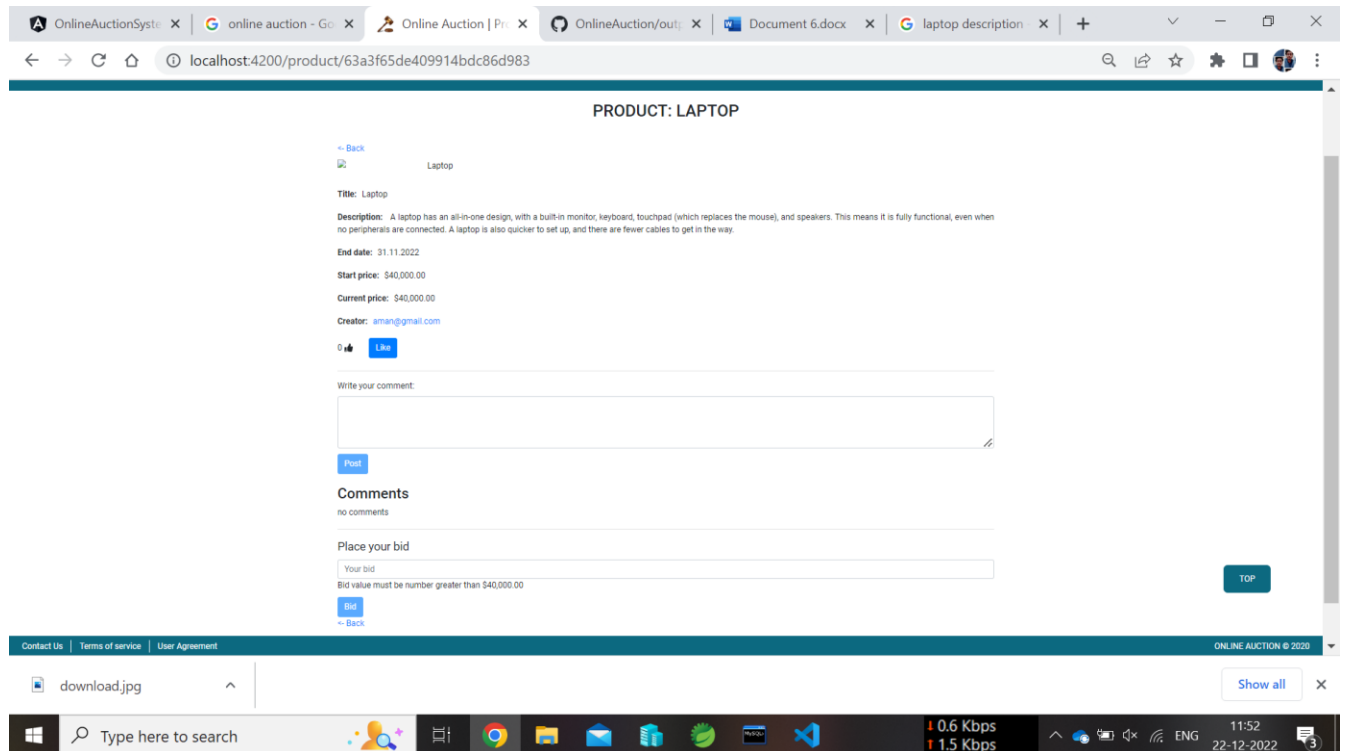 OnlineAuctionSyste
online auction - Go
Online Auction | Pro
OnlineAuction/outp
Document 6.docx
laptop description -
localhost:4200/product/63a3f65de409914bdc86d983
PRODUCT: LAPTOP
<- Back
Laptop
Title: Laptop
Description: A laptop has an all-in-one design, with a built-in monitor, keyboard, touchpad (which replaces the mouse), and speakers. This means it is fully functional, even when
no peripherals are connected. A laptop is also quicker to set up, and there are fewer cables to get in the way.
End date: 31.11.2022
Start price: $40,000.00
Current price: $40,000.00
Creator: aman@gmail.com
0 Like
Write your comment:
Post
Comments
no comments
Place your bid
Your bid
Bid value must be number greater than $40,000.00
Bid
<- Back
TOP
Contact Us | Terms of service | User Agreement
ONLINE AUCTION © 2020
download.jpg
Show all
Type here to search
MySQL
0.6 Kbps
1.5 Kbps
ENG
11:52
22-12-2022
3